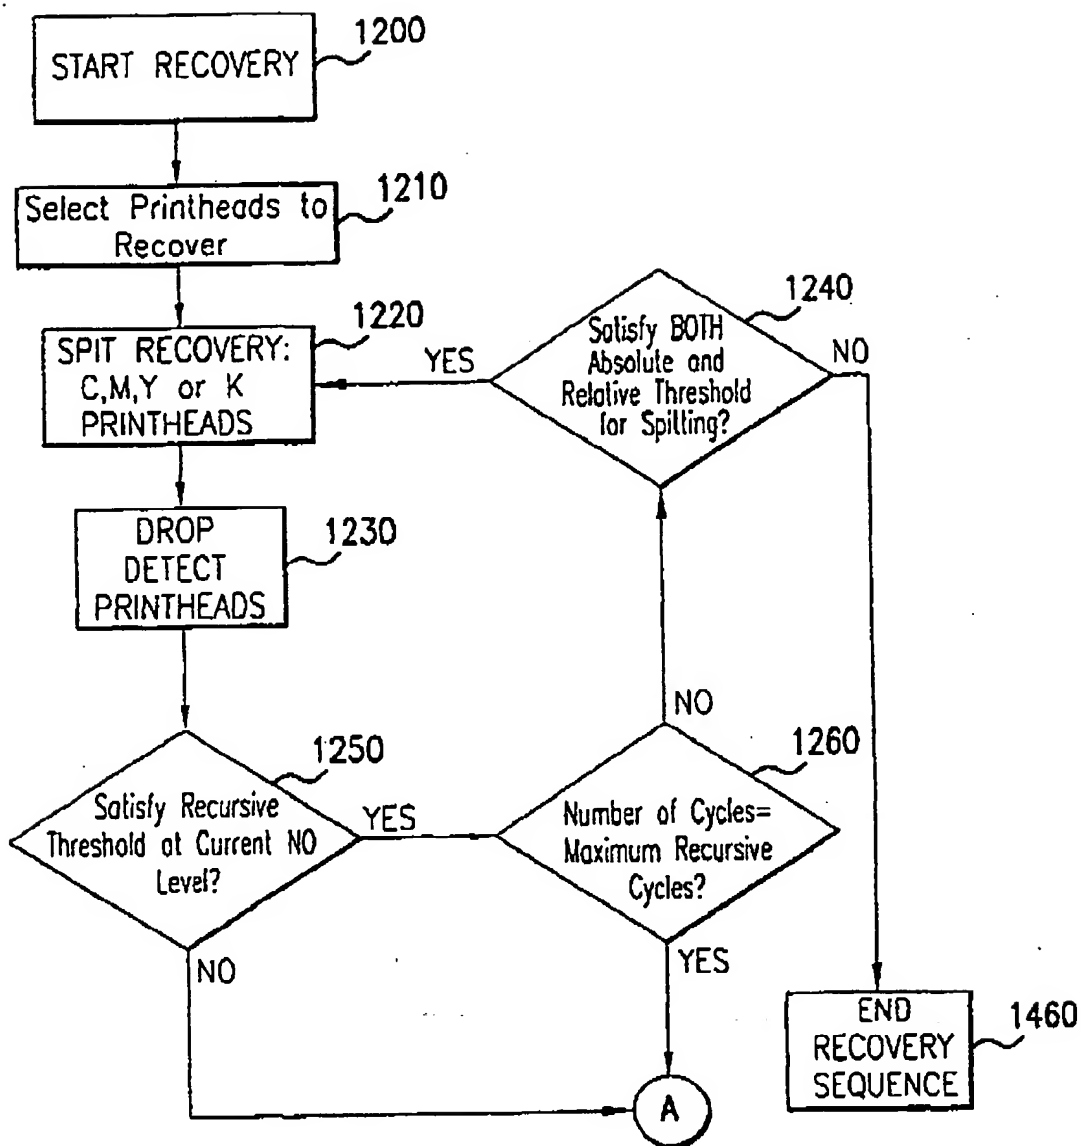 START RECOVERY
1200
Select Printheads to
Recover
1210
SPIT RECOVERY:
C,M,Y or K
PRINTHEADS
1220
YES
Satisfy BOTH
Absolute and
Relative Threshold
for Spitting?
1240
NO
DROP
DETECT
PRINTHEADS
1230
NO
Satisfy Recursive
Threshold at Current NO
Level?
1250
YES
Number of Cycles=
Maximum Recursive
Cycles?
1260
NO
YES
END
RECOVERY
SEQUENCE
1460
A